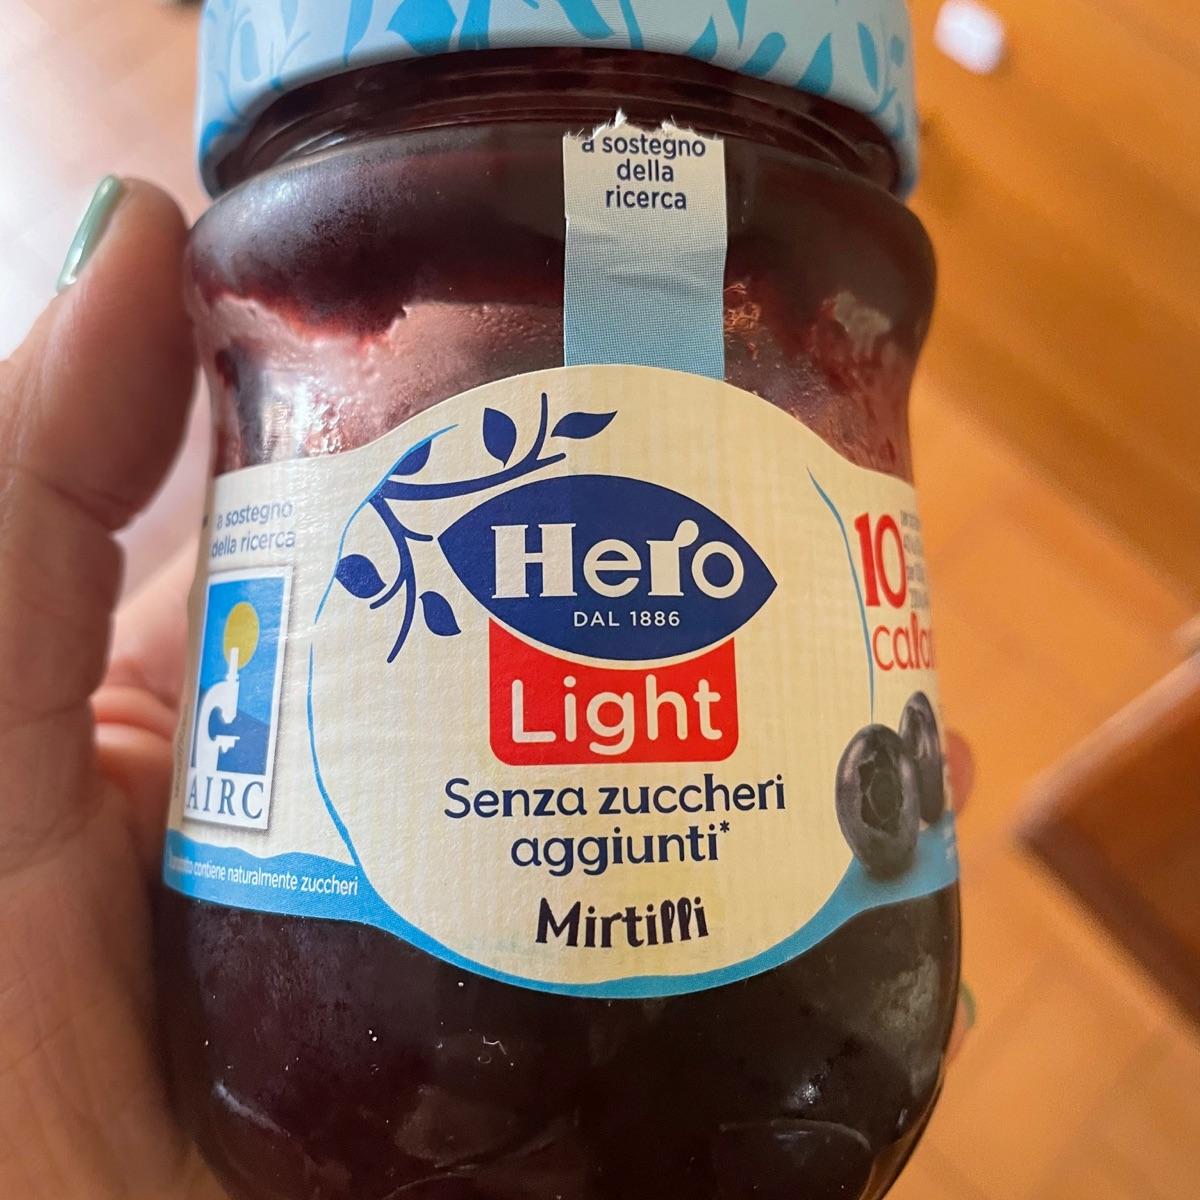 a sostegno
della
ricerca
a sostegno
della ricerca
AIRC
contiene naturalmente zuccheri
Hero
DAL 1886
Light
Senza zuccheri
aggiunti*
Mirtilli
10